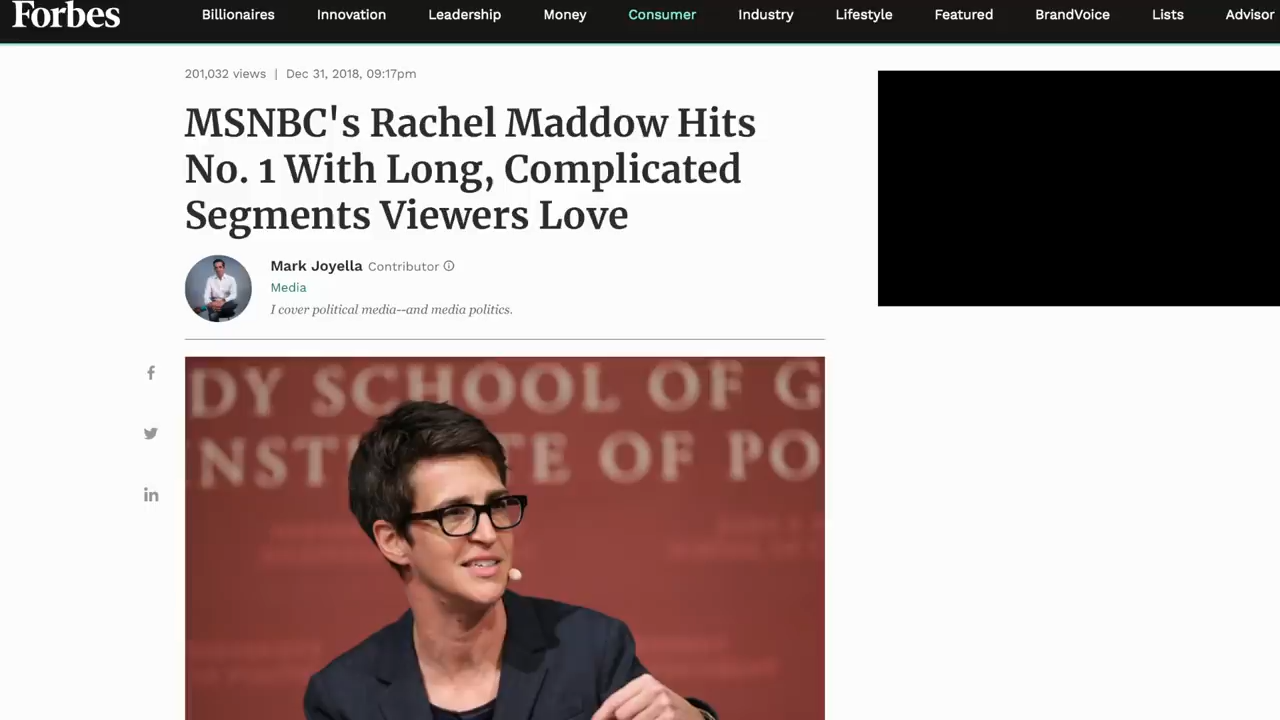 Forbes
Billionaires Innovation Leadership Money Consumer Industry Lifestyle Featured BrandVoice Lists Advisor
201,032 views | Dec 31, 2018, 09:17pm
MSNBC's Rachel Maddow Hits
No. 1 With Long, Complicated
Segments Viewers Love
Mark Joyella Contributor
Media
I cover political media--and media politics.
DY SCHOOL OF G
INST TE OF PO